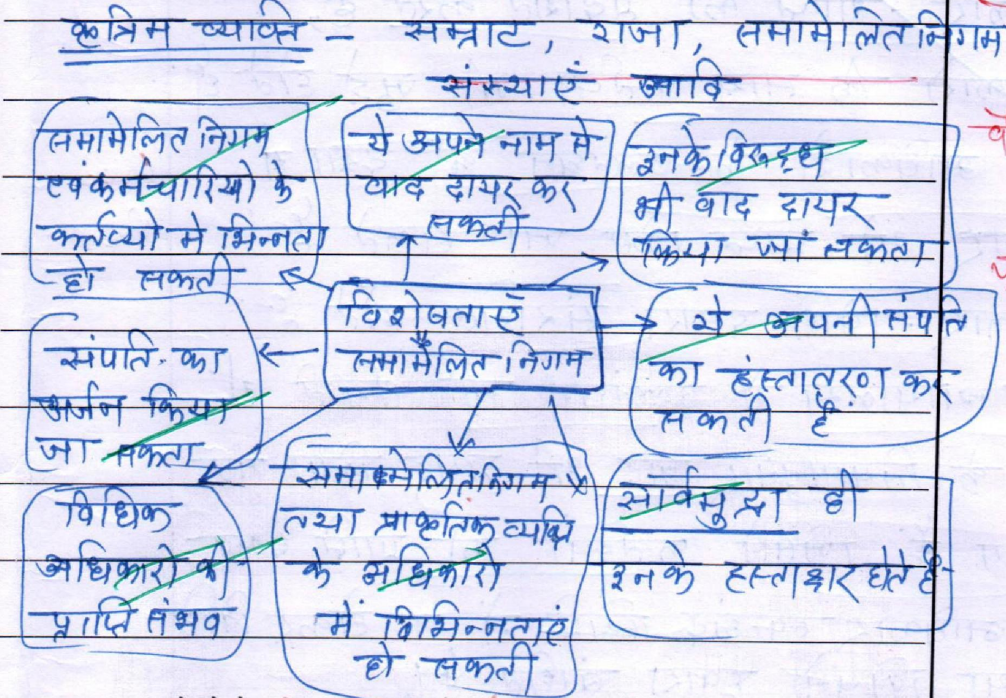 कृत्रिम व्यक्ति – सम्राट, राजा, समामेलित निगम
संस्थाएँ आदि
समामेलित निगम
एवं कर्मचारियो के
कर्तव्यो मे भिन्नता
हो सकती
ये अपने नाम मे
वाद दायर कर
सकती
इनके विरूद्ध
भी वाद दायर
किया जा सकता
विशेषताएँ
समामेलित निगम
ये अपनी संपति
का हंस्तातरण कर
सकती है
संपति का
अर्जन किया
जा सकता
विधिक
अधिकारो की
प्राप्ति संभव
समामेलित निगम
तथा प्राकृतिक व्यक्ति
के अधिकारो
में विभिन्नताएं
हो सकती
सार्वमुद्रा ही
इनके हस्ताक्षर होते है